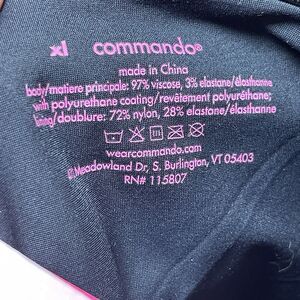 xl commando®
made in China
body/matiere principale: 97% viscose, 3% elastane/élasthanne
with polyurethane coating/revêtement polyuréthane;
lining/doublure: 72% nylon, 28% elastane/élasthanne
wearcommando.com
©Meadowland Dr, S. Burlington, VT 05403
RN# 115807